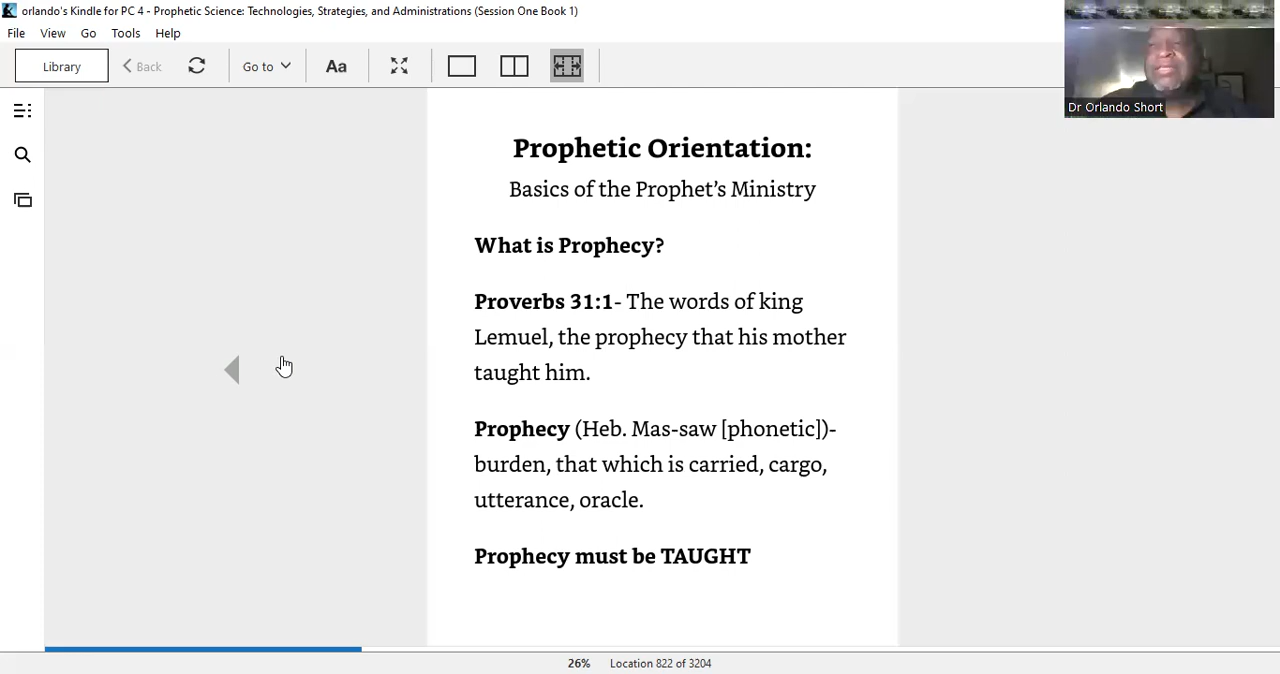 orlando's Kindle for PC 4 - Prophetic Science: Technologies, Strategies, and Administrations (Session One Book 1)
File View Go Tools Help
Library Back Go to Aa
Dr Orlando Short
Prophetic Orientation:
Basics of the Prophet’s Ministry
What is Prophecy?
Proverbs 31:1- The words of king
Lemuel, the prophecy that his mother
taught him.
Prophecy (Heb. Mas-saw [phonetic])-
burden, that which is carried, cargo,
utterance, oracle.
Prophecy must be TAUGHT
26% Location 822 of 3204